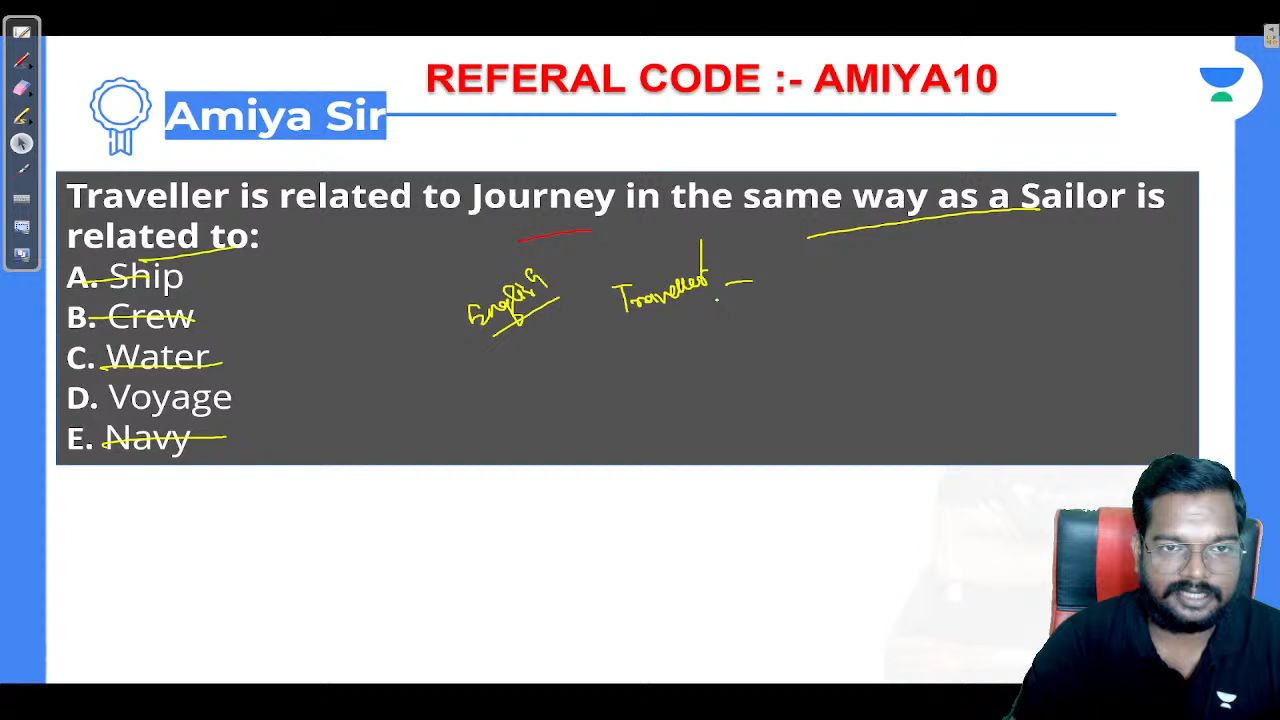 REFERAL CODE :- AMIYA10
Amiya Sir
Traveller is related to Journey in the same way as a Sailor is
related to:
A. Ship
B. Crew
C. Water
D. Voyage
E. Navy
English
Traveller -